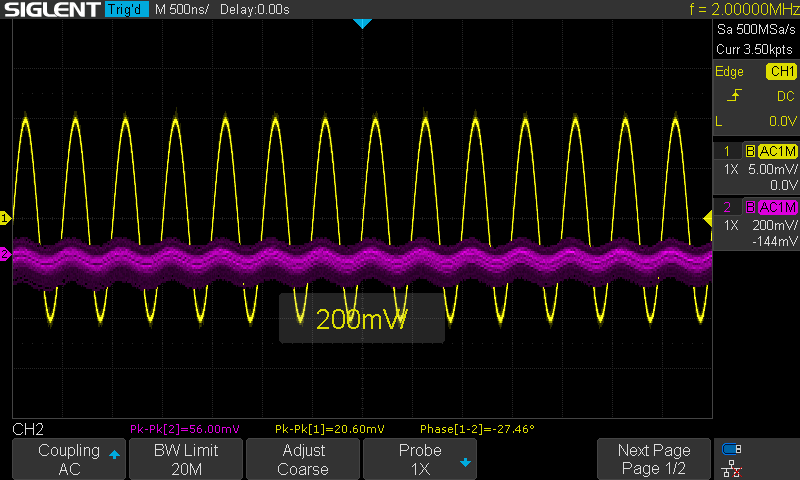 SIGLENT Trig'd M 500ns/ Delay:0.00s f = 2.00000MHz
Sa 500MSa/s
Curr 3.50kpts
Edge CH1
DC
L 0.0V
1 B AC1M
1X 5.00mV/
0.0V
2 B AC1M
1X 200mV/
-144mV
1
2
200mV
CH2 Pk-Pk[2]=56.00mV Pk-Pk[1]=20.60mV Phase[1-2]=-27.46°
Coupling
AC
BW Limit
20M
Adjust
Coarse
Probe
1X
Next Page
Page 1/2